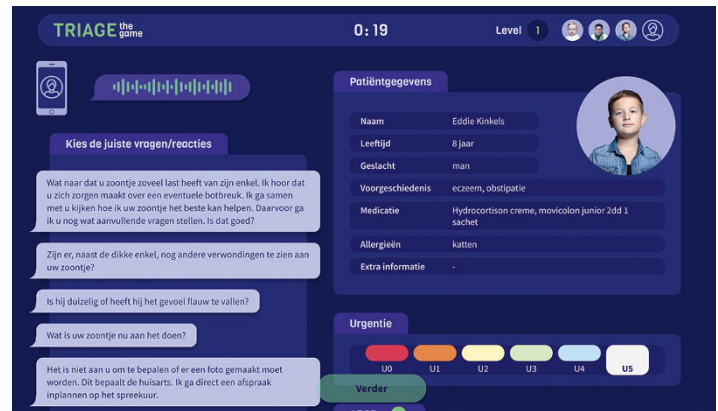 TRIAGE the game
0:19
Level 1
Kies de juiste vragen/reacties
Wat naar dat u zoontje zoveel last heeft van zijn enkel. Ik hoor dat
u zich zorgen maakt over een eventuele botbreuk. Ik ga samen
met u kijken hoe ik uw zoontje het beste kan helpen. Daarvoor ga
ik u nog wat aanvullende vragen stellen. Is dat goed?
Zijn er, naast de dikke enkel, nog andere verwondingen te zien aan
uw zoontje?
Is hij duizelig of heeft hij het gevoel flauw te vallen?
Wat is uw zoontje nu aan het doen?
Het is niet aan u om te bepalen of er een foto gemaakt moet
worden. Dit bepaalt de huisarts. Ik ga direct een afspraak
inplannen op het spreekuur.
Patiëntgegevens
Naam Eddie Kinkels
Leeftijd 8 jaar
Geslacht man
Voorgeschiedenis eczeem, obstipatie
Medicatie Hydrocortison creme, movicolon junior 2dd 1
sachet
Allergieën katten
Extra informatie -
Urgentie
U0 U1 U2 U3 U4 U5
Verder